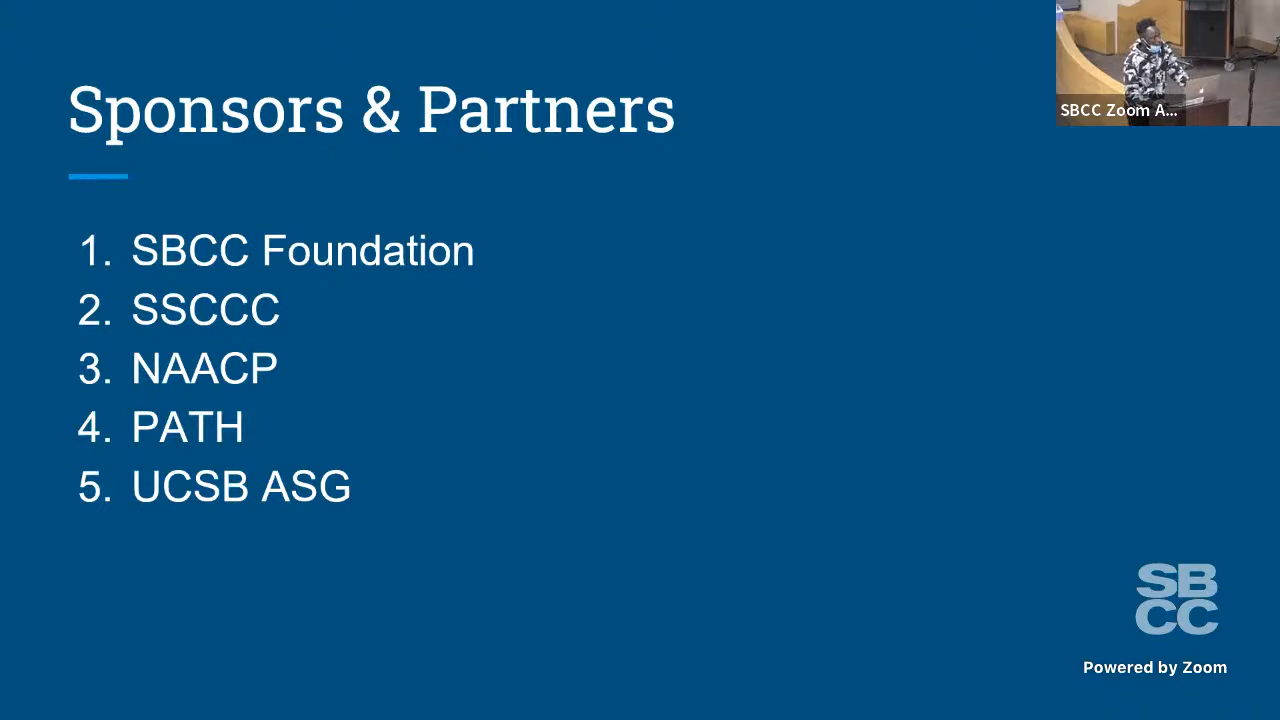 Sponsors & Partners
SBCC Zoom A...
1. SBCC Foundation
2. SSCCC
3. NAACP
4. PATH
5. UCSB ASG
SB
CC
Powered by Zoom